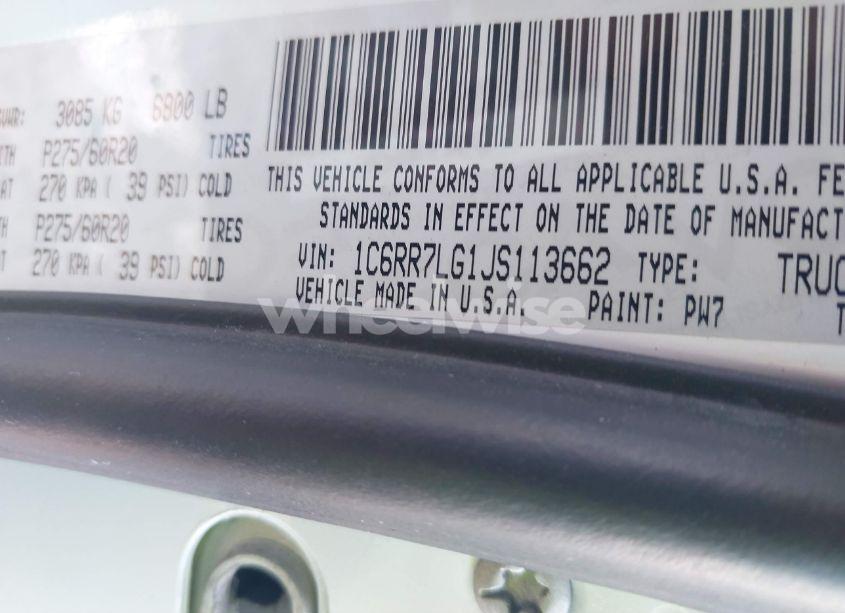 GVWR: 3085 KG 6800 LB
P275/60R20 TIRES
270 KPA ( 39 PSI) COLD
P275/60R20 TIRES
270 KPA ( 39 PSI) COLD
THIS VEHICLE CONFORMS TO ALL APPLICABLE U.S.A. FE
STANDARDS IN EFFECT ON THE DATE OF MANUFACT
VIN: 1C6RR7LG1JS113662 TYPE: TRUC
VEHICLE MADE IN U.S.A. PAINT: PW7
wheelwise